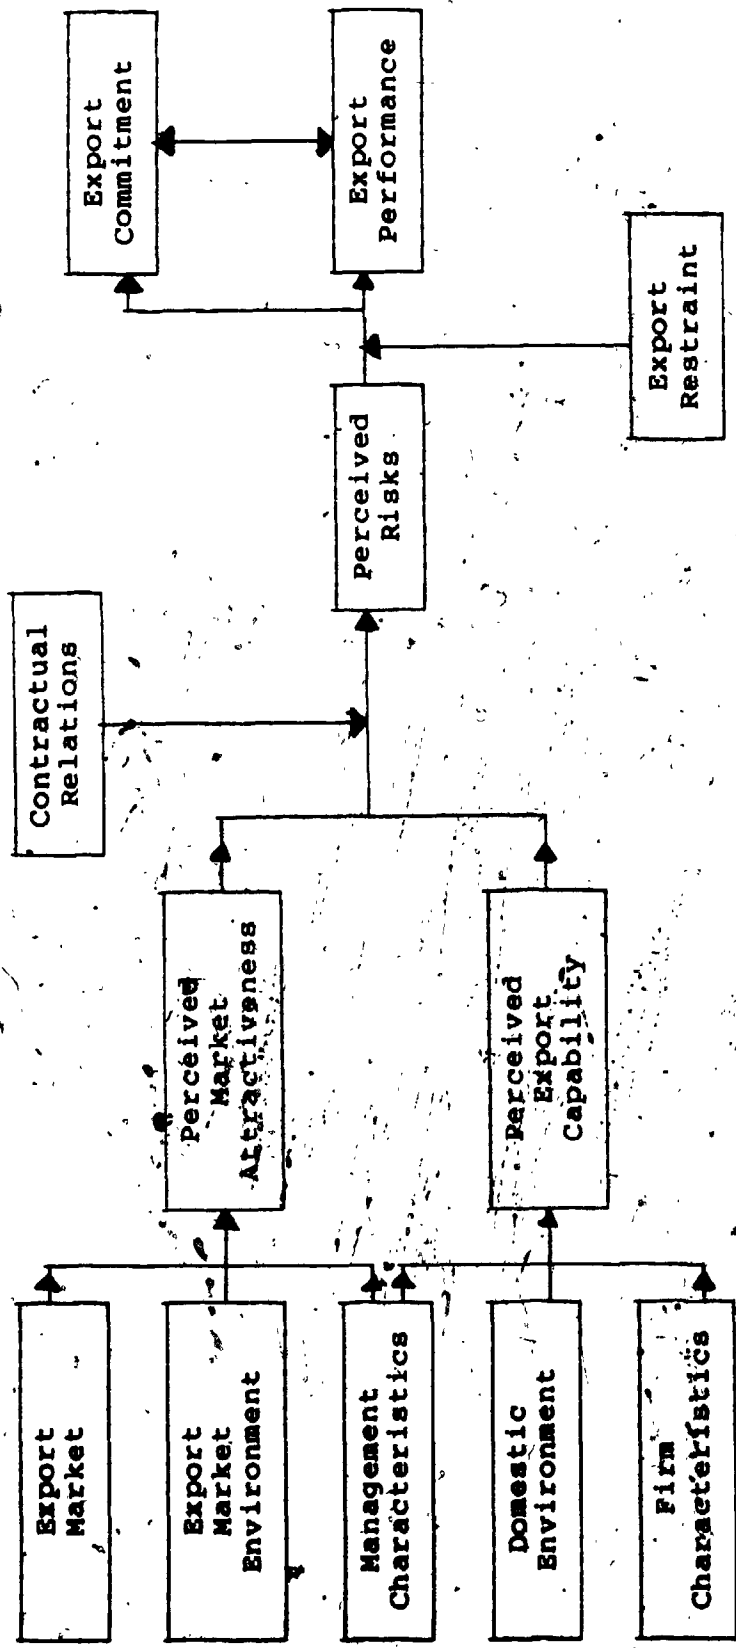 Export
Market
Export
Market
Environment
Management
Characteristics
Domestic
Environment
Firm
Characteristics
Perceived
Market
Attractiveness
Perceived
Export
Capability
Contractual
Relations
Perceived
Risks
Export
Restraint
Export
Commitment
Export
Performance